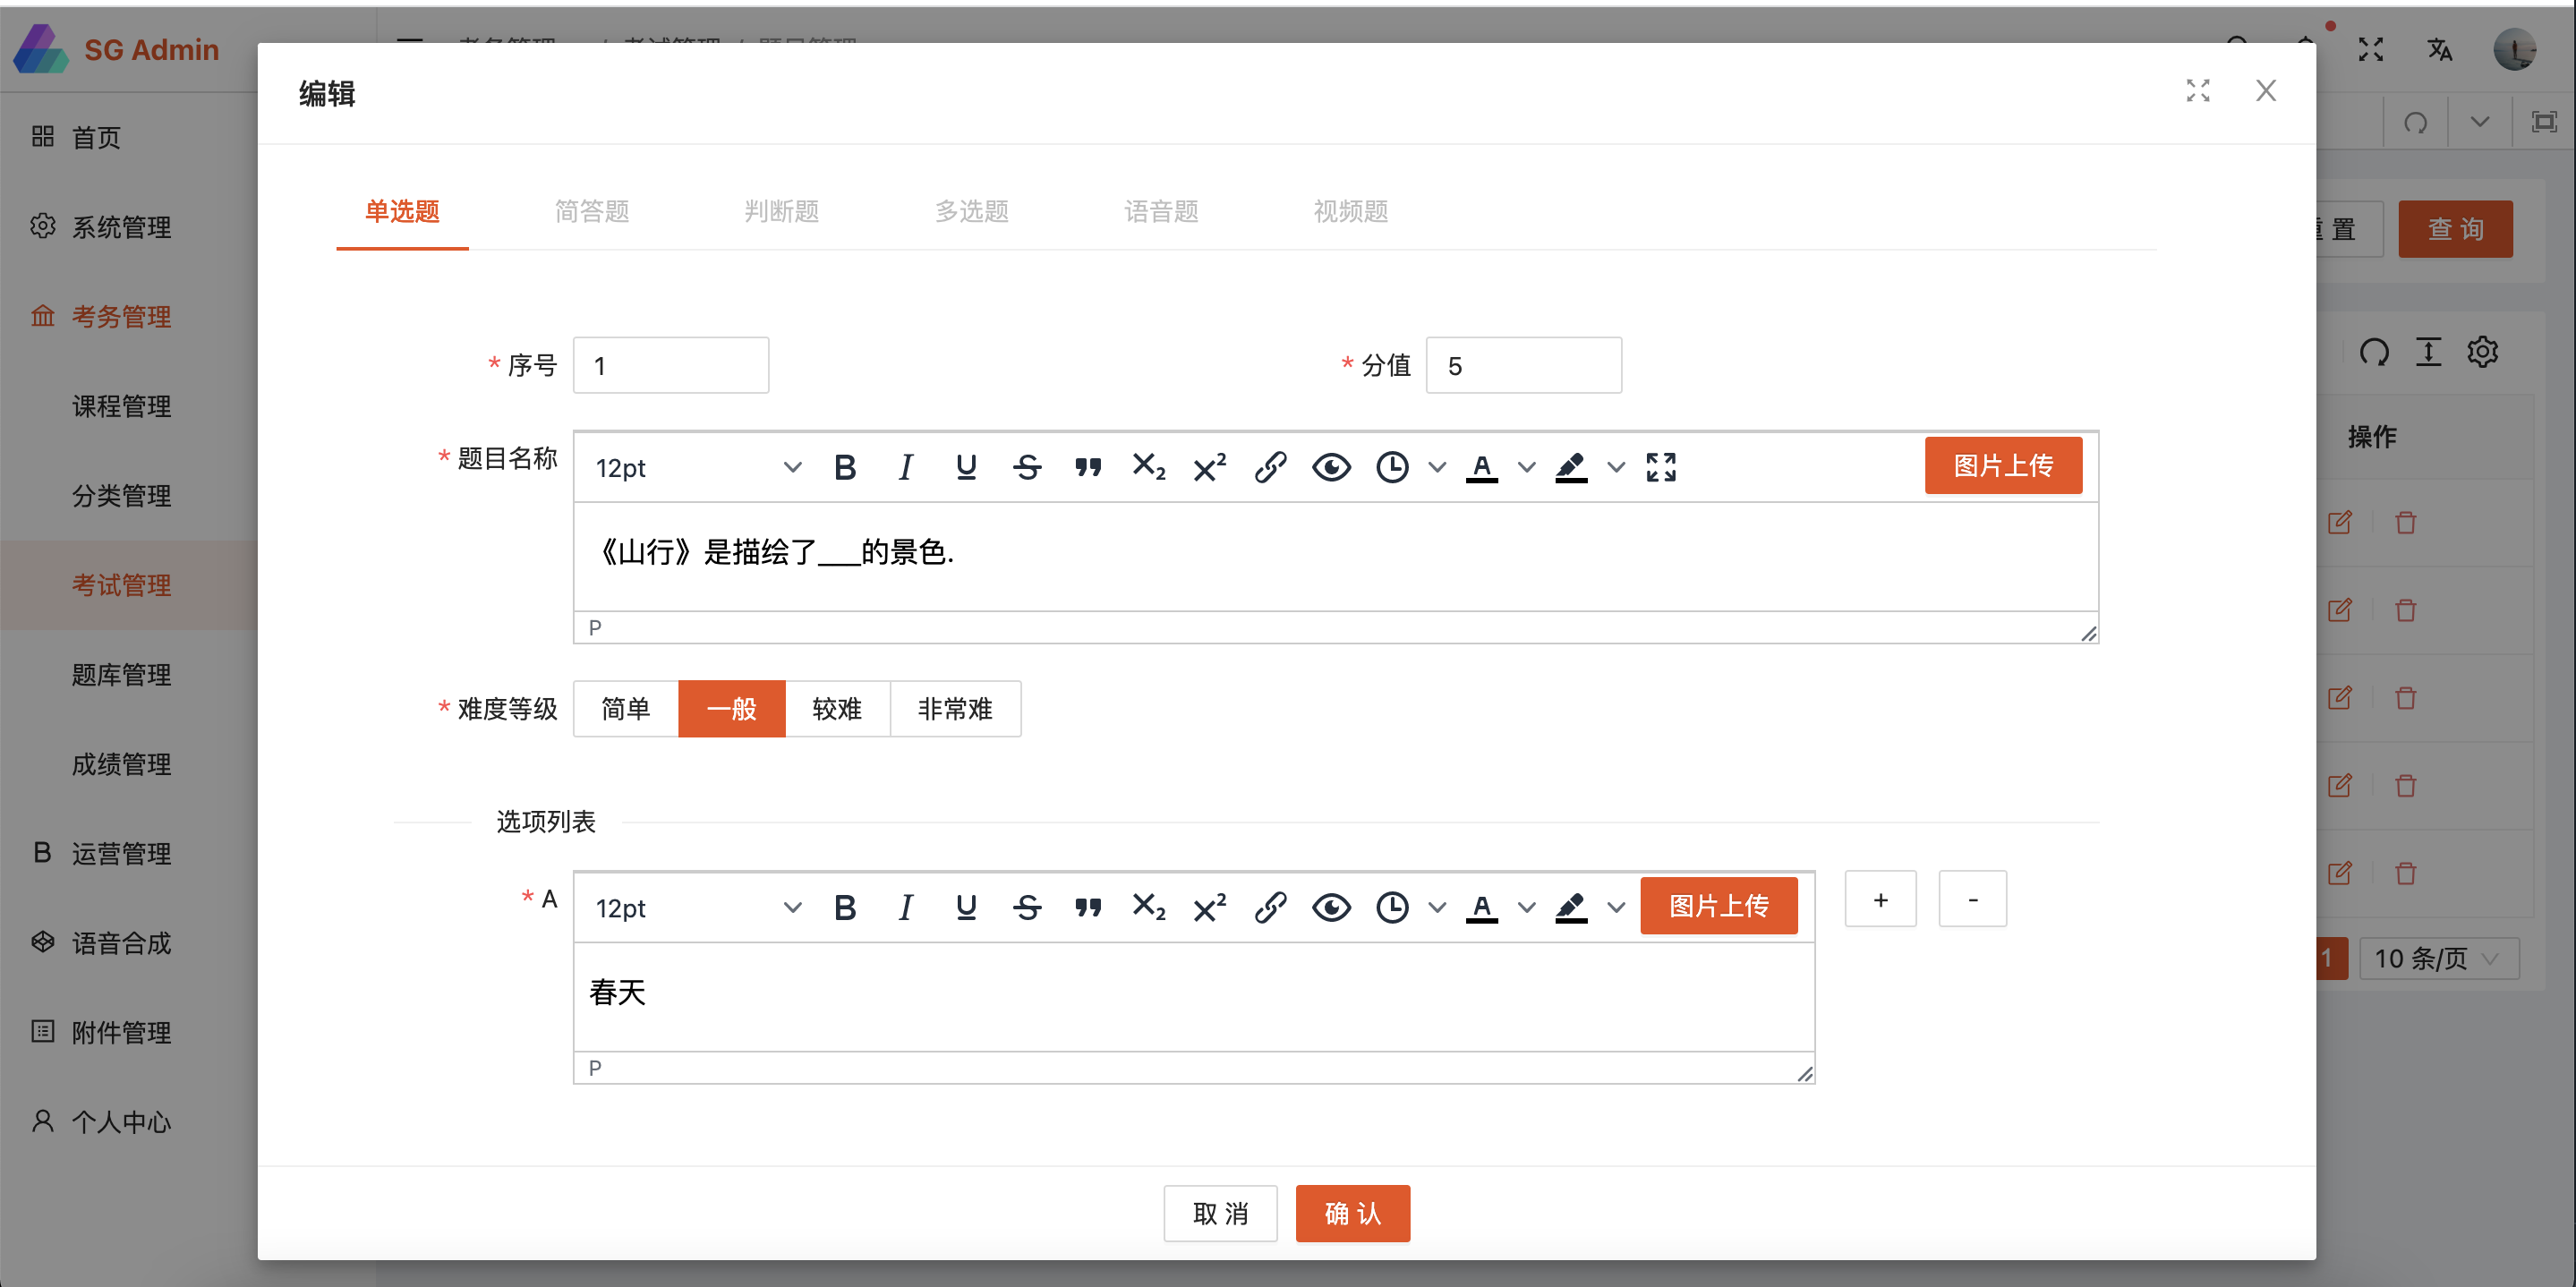 SG Admin
首页
系统管理
考务管理
课程管理
分类管理
考试管理
题库管理
成绩管理
B 运营管理
语音合成
附件管理
个人中心
编辑
单选题 简答题 判断题 多选题 语音题 视频题
* 序号 1 * 分值 5
* 题目名称 12pt 图片上传
《山行》是描绘了___的景色.
P
* 难度等级 简单 一般 较难 非常难
选项列表
* A 12pt 图片上传 + -
春天
P
取 消 确 认
置 查 询
操作
1 10 条/页